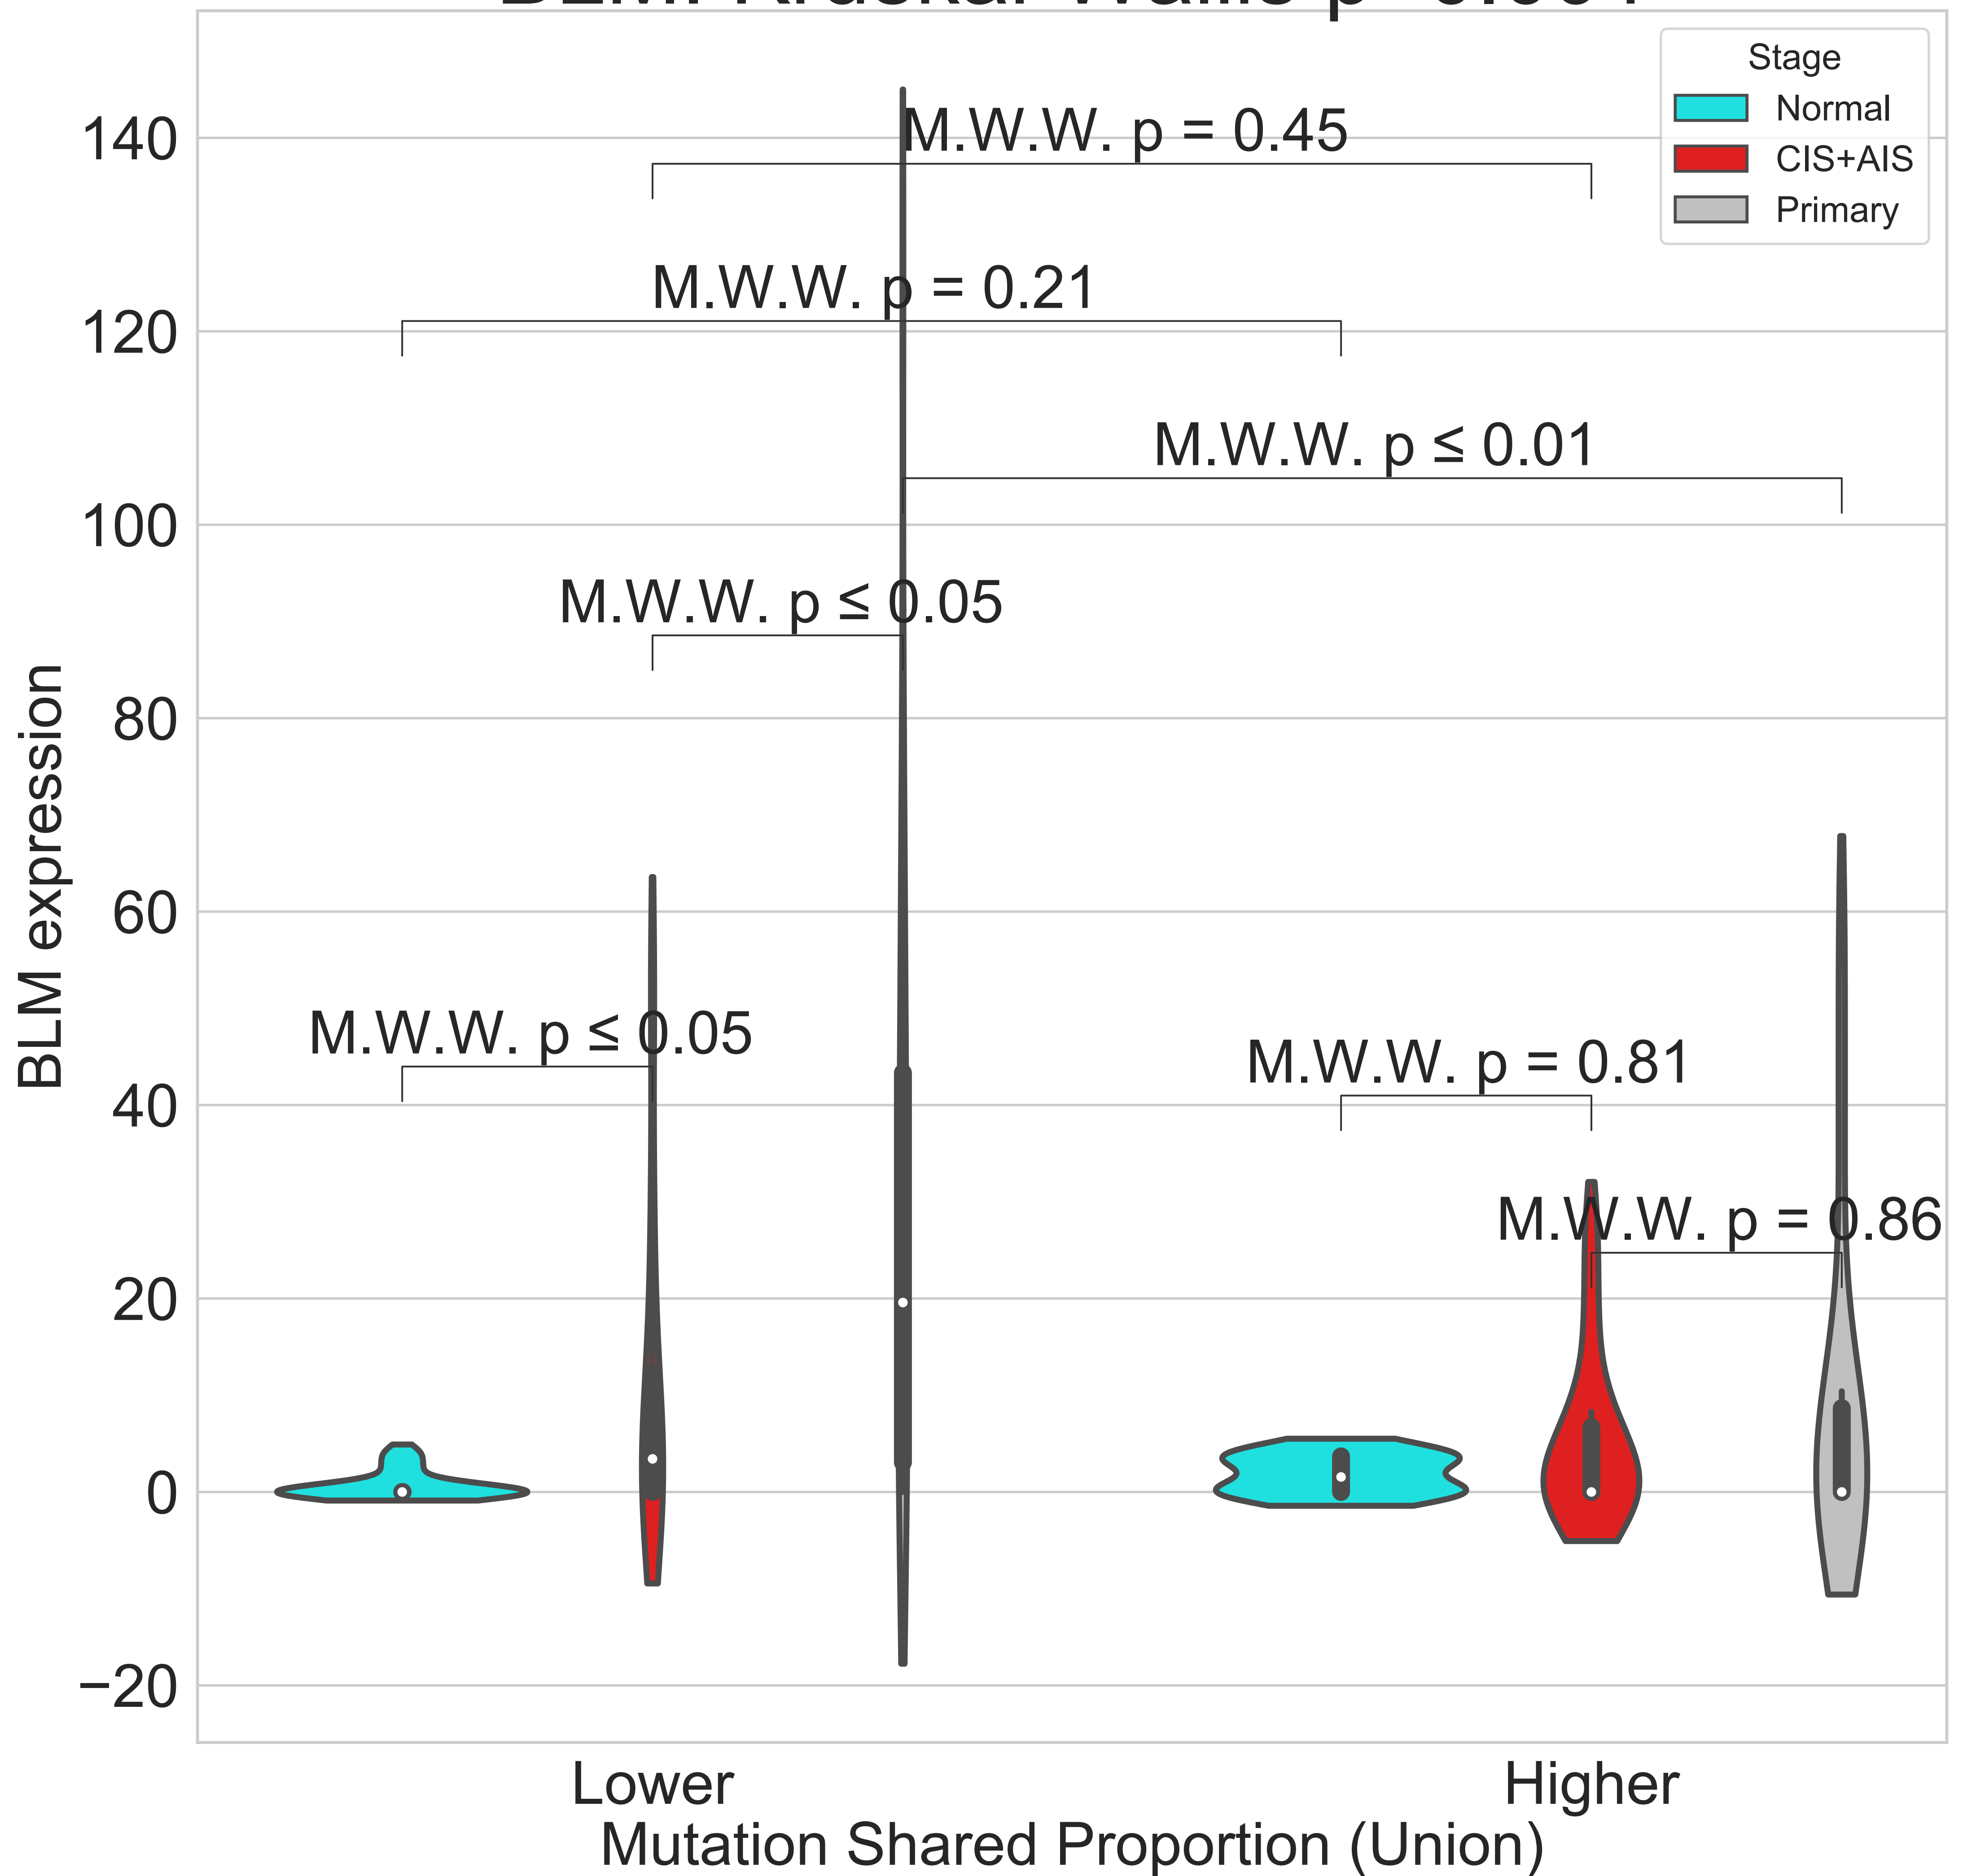 Stage
Normal
CIS+AIS
Primary
M.W.W. p = 0.45
M.W.W. p = 0.21
M.W.W. p ≤ 0.01
M.W.W. p ≤ 0.05
M.W.W. p ≤ 0.05
M.W.W. p = 0.81
M.W.W. p = 0.86
140
120
100
80
60
40
20
0
−20
BLM expression
Lower
Higher
Mutation Shared Proportion (Union)